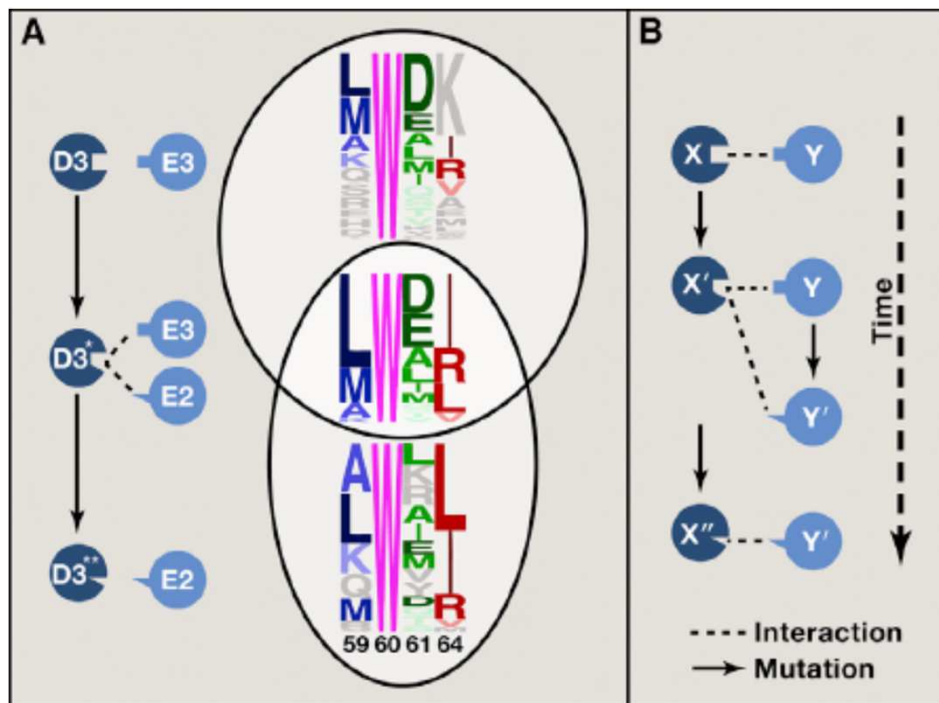 A
D3 E3
D3* E3
E2
D3** E2
L W D K
M E I
A A R
K L V
Q M A
I
L W D I
M E R
A A L
L
I
M
A W L L
L K I
K R R
Q A
M I
E
M
V
Y
D
59 60 61 64
B
X Y
X′ Y
Y′
X″ Y′
Time
Interaction
Mutation